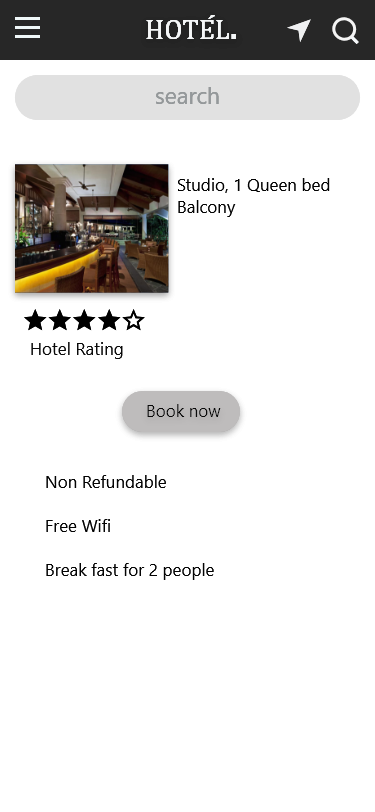 HOTÉL.
search
Studio, 1 Queen bed
Balcony
Hotel Rating
Book now
Non Refundable
Free Wifi
Break fast for 2 people